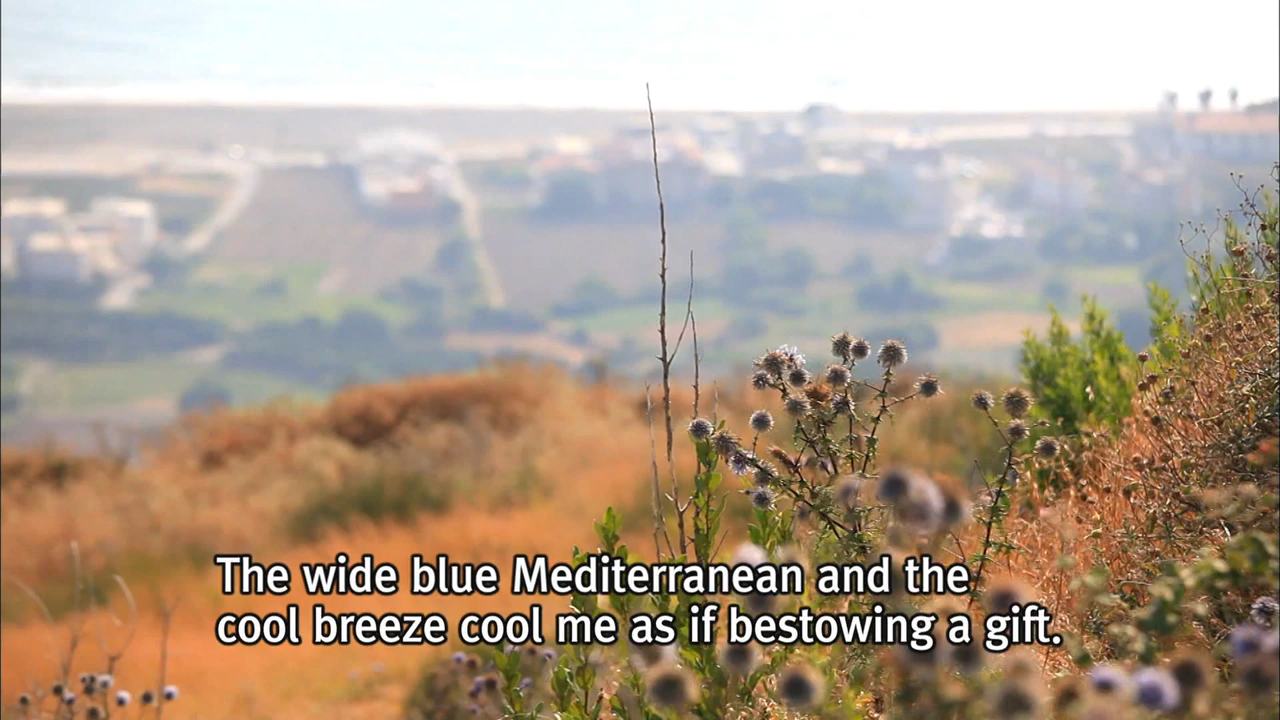 The wide blue Mediterranean and the
cool breeze cool me as if bestowing a gift.